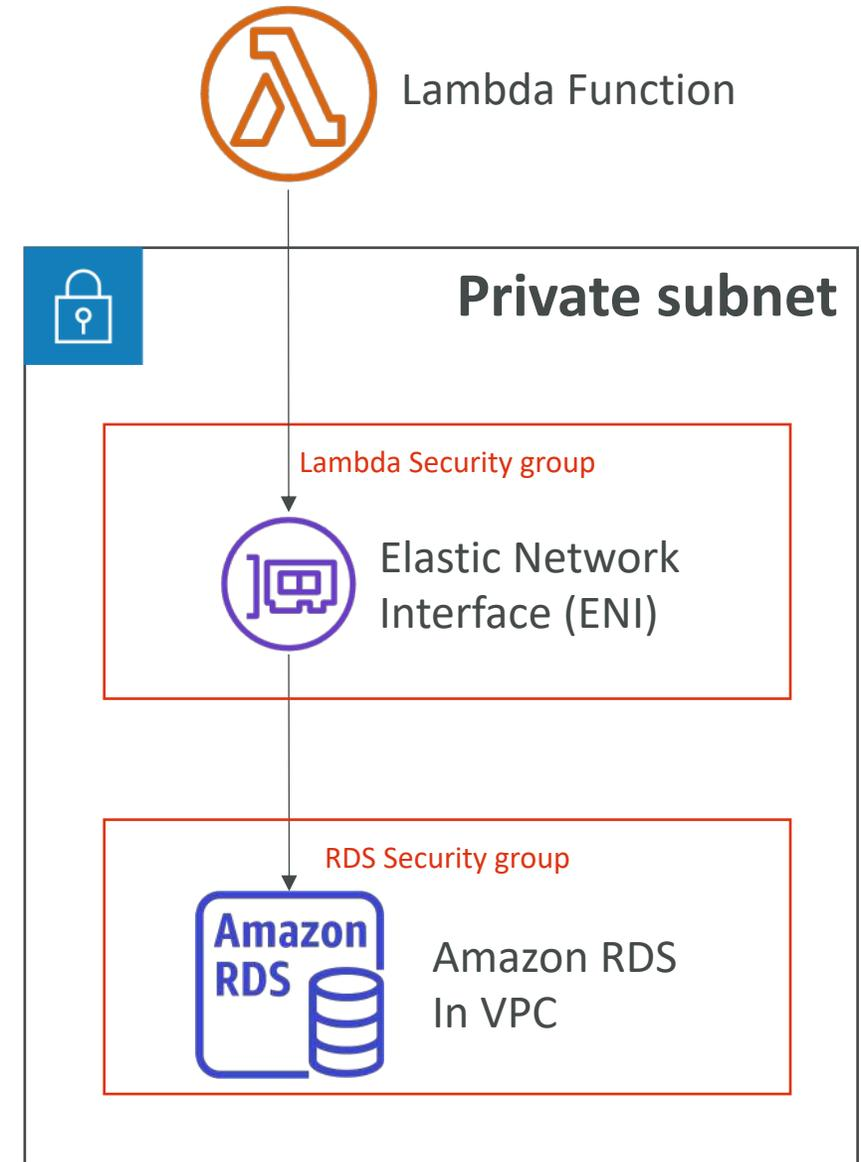 Lambda Function
Private subnet
Lambda Security group
Elastic Network
Interface (ENI)
RDS Security group
Amazon
RDS
Amazon RDS
In VPC